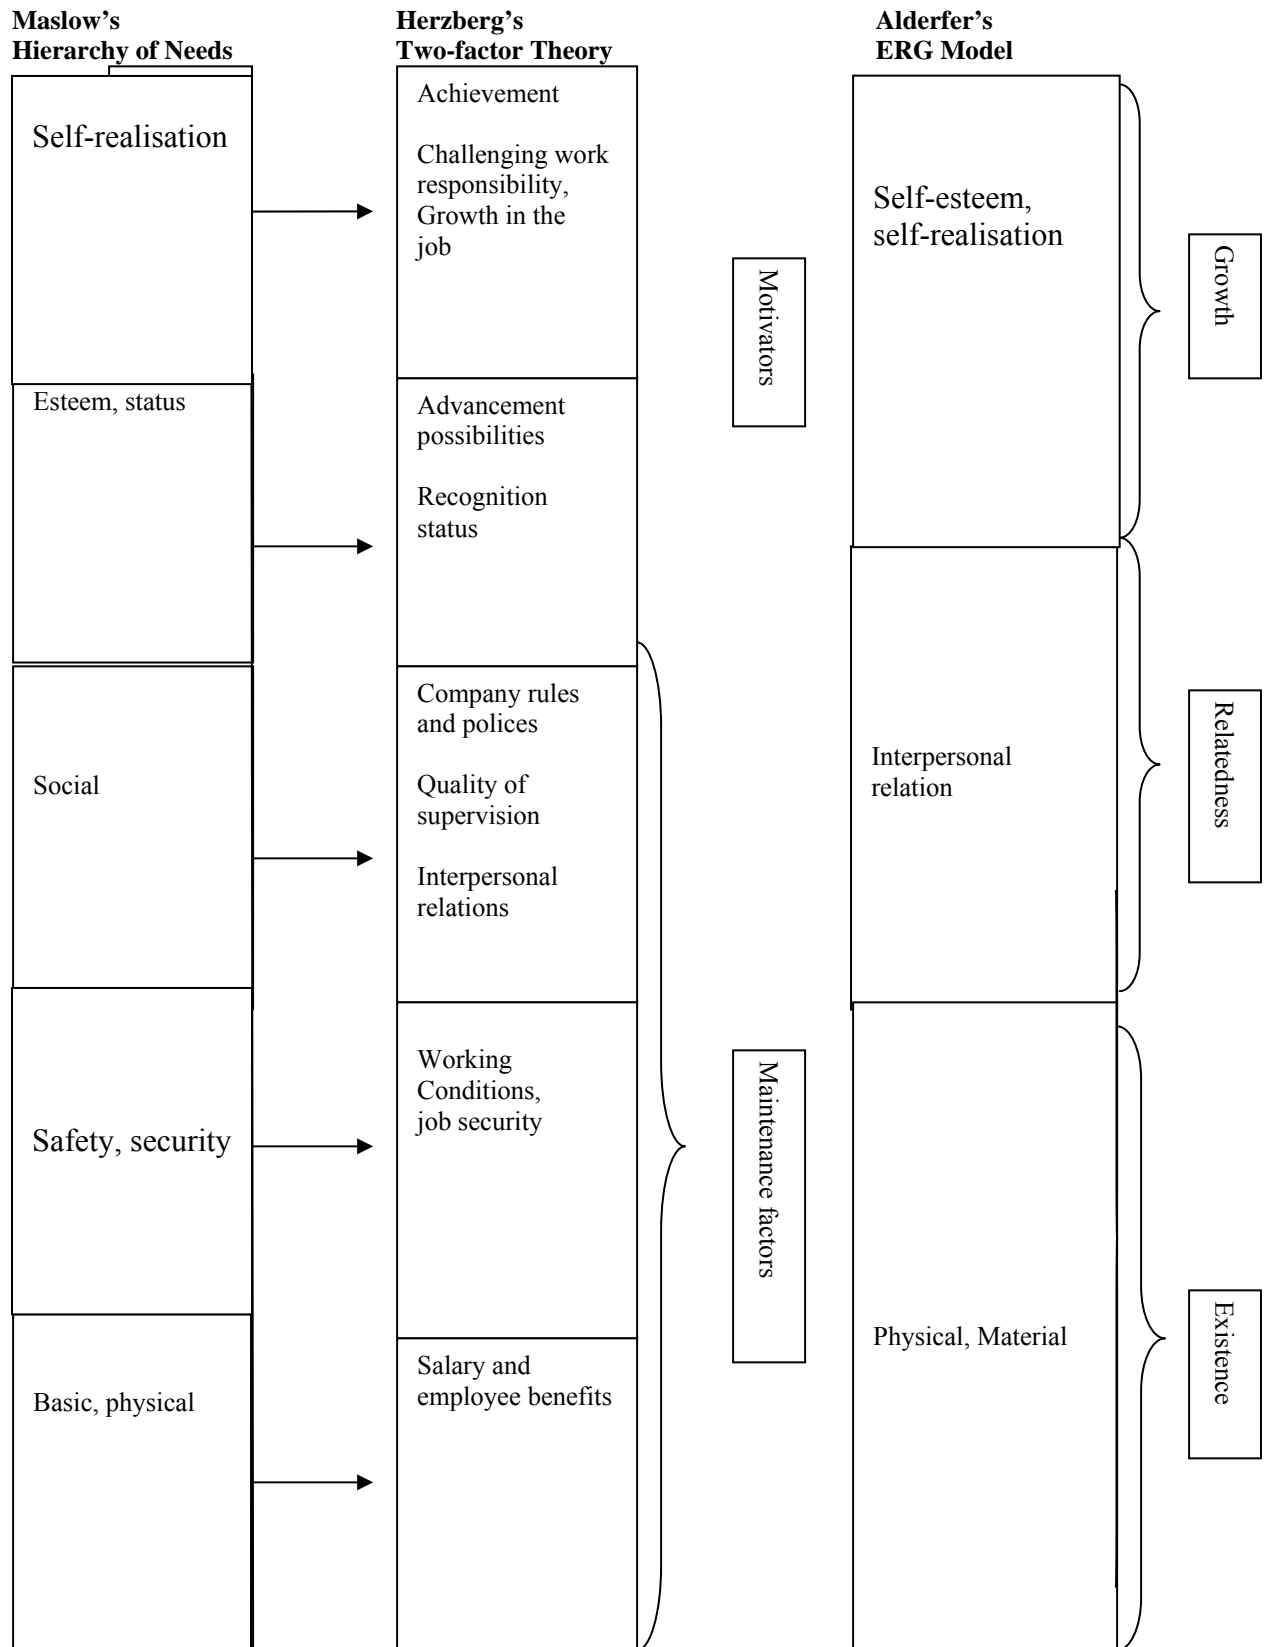 Maslow's
Hierarchy of Needs
Herzberg's
Two-factor Theory
Alderfer's
ERG Model
Self-realisation
Esteem, status
Social
Safety, security
Basic, physical
Achievement
Challenging work
responsibility,
Growth in the
job
Advancement
possibilities
Recognition
status
Company rules
and polices
Quality of
supervision
Interpersonal
relations
Working
Conditions,
job security
Salary and
employee benefits
Motivators
Maintenance factors
Self-esteem,
self-realisation
Interpersonal
relation
Physical, Material
Growth
Relatedness
Existence